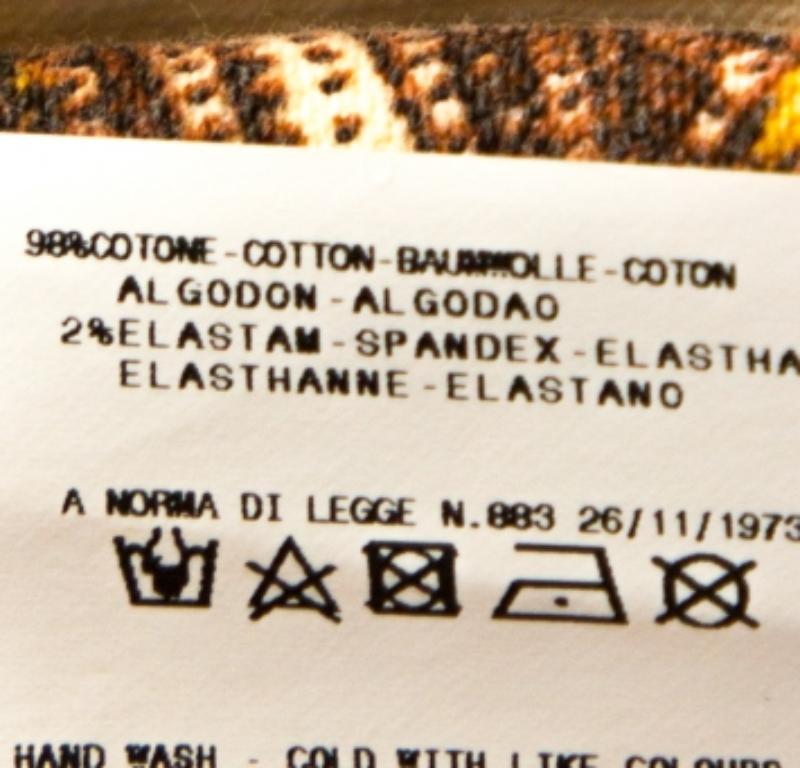 98%COTONE-COTTON-BAUMWOLLE-COTON
ALGODON-ALGODAO
2%ELASTAM-SPANDEX-ELASTHA
ELASTHANNE-ELASTANO
A NORMA DI LEGGE N.883 26/11/1973
HAND WASH - COLD WITH LIKE COLOURS